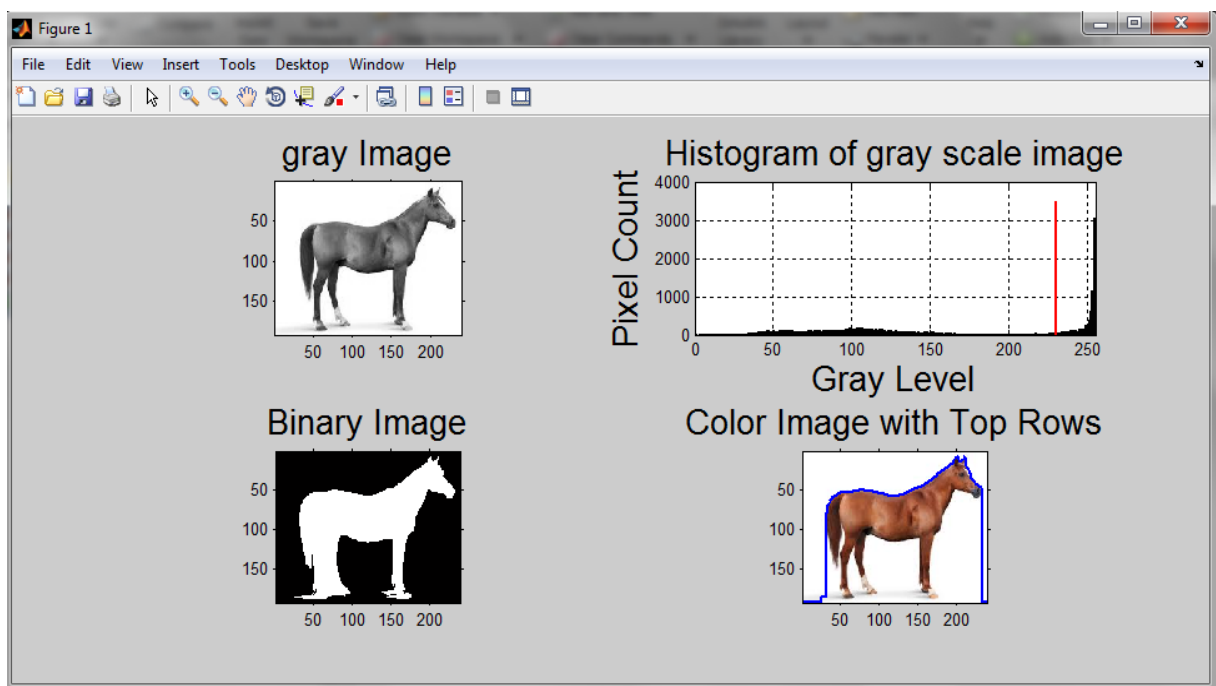 Figure 1
File Edit View Insert Tools Desktop Window Help
gray Image
50
100
150
50 100 150 200
Histogram of gray scale image
Pixel Count
4000
3000
2000
1000
0
0 50 100 150 200 250
Gray Level
Binary Image
50
100
150
50 100 150 200
Color Image with Top Rows
50
100
150
50 100 150 200